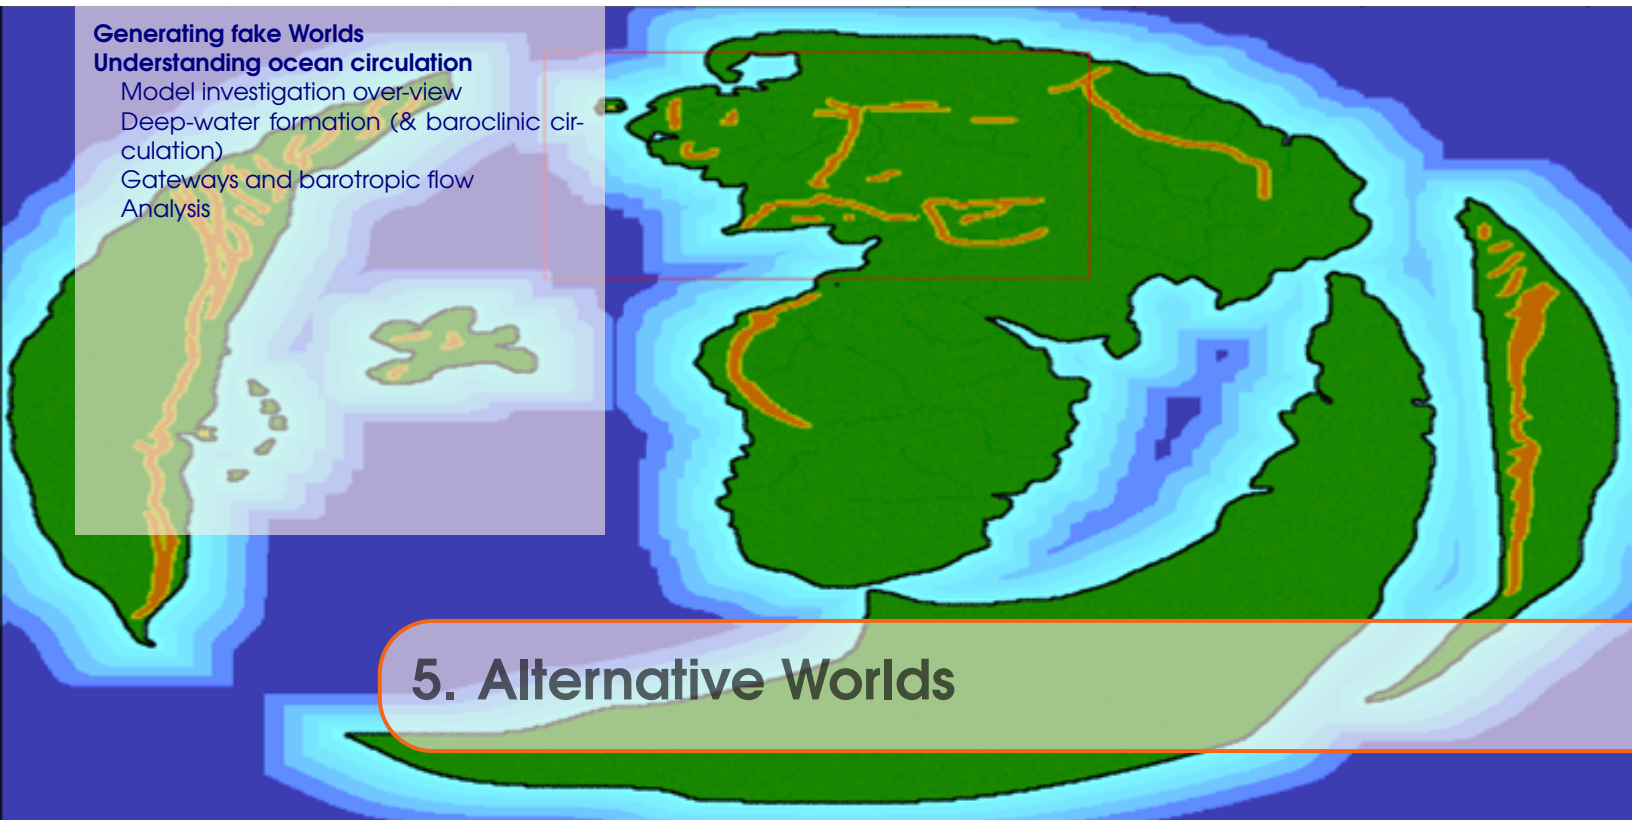 Generating fake Worlds
Understanding ocean circulation
Model investigation over-view
Deep-water formation (& baroclinic cir-
culation)
Gateways and barotropic flow
Analysis
5. Alternative Worlds